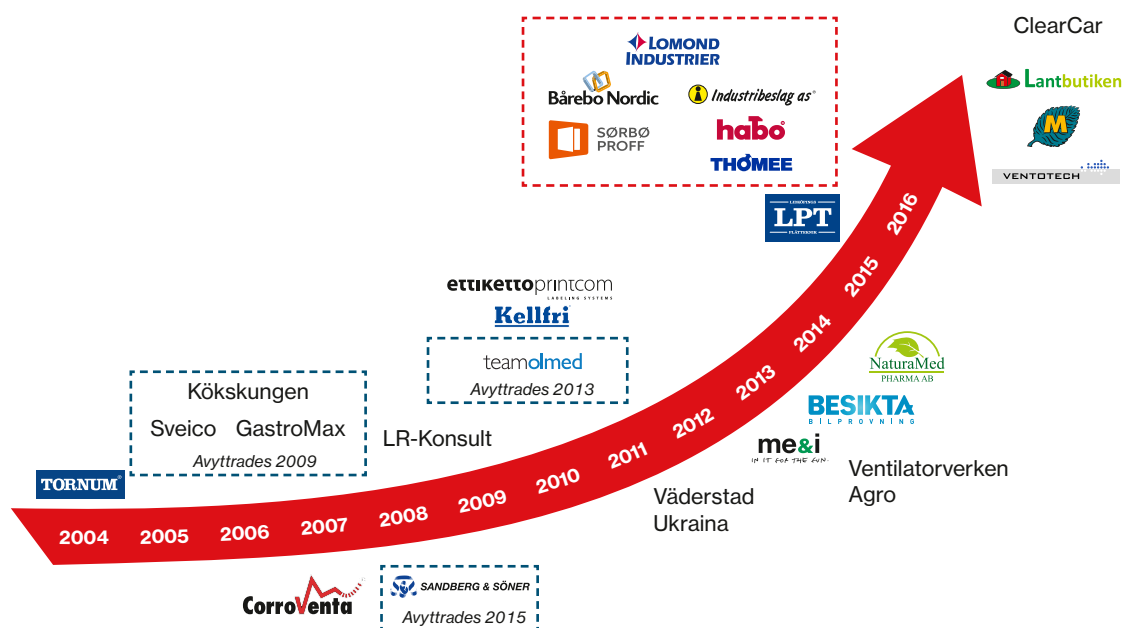 ClearCar
LOMOND
INDUSTRIER
Bårebo Nordic
Industribeslag as
SØRBØ
PROFF
habo
THOMEE
Lantbutiken
M
VENTOTECH
LIDKÖPINGS
LPT
PLÅTTEKNIK
2016
2015
2014
2013
2012
2011
2010
2009
2008
2007
2006
2005
2004
ettikettoprintcom
LABELING SYSTEMS
Kellfri
teamolmed
Avyttrades 2013
Kökskungen
Sveico GastroMax
Avyttrades 2009
LR-Konsult
TORNUM
NaturaMed
PHARMA AB
BESIKTA
BILPROVNING
me&i
IN IT FOR THE FUN.
Ventilatorverken
Agro
Väderstad
Ukraina
CorroVenta
SANDBERG & SÖNER
Avyttrades 2015